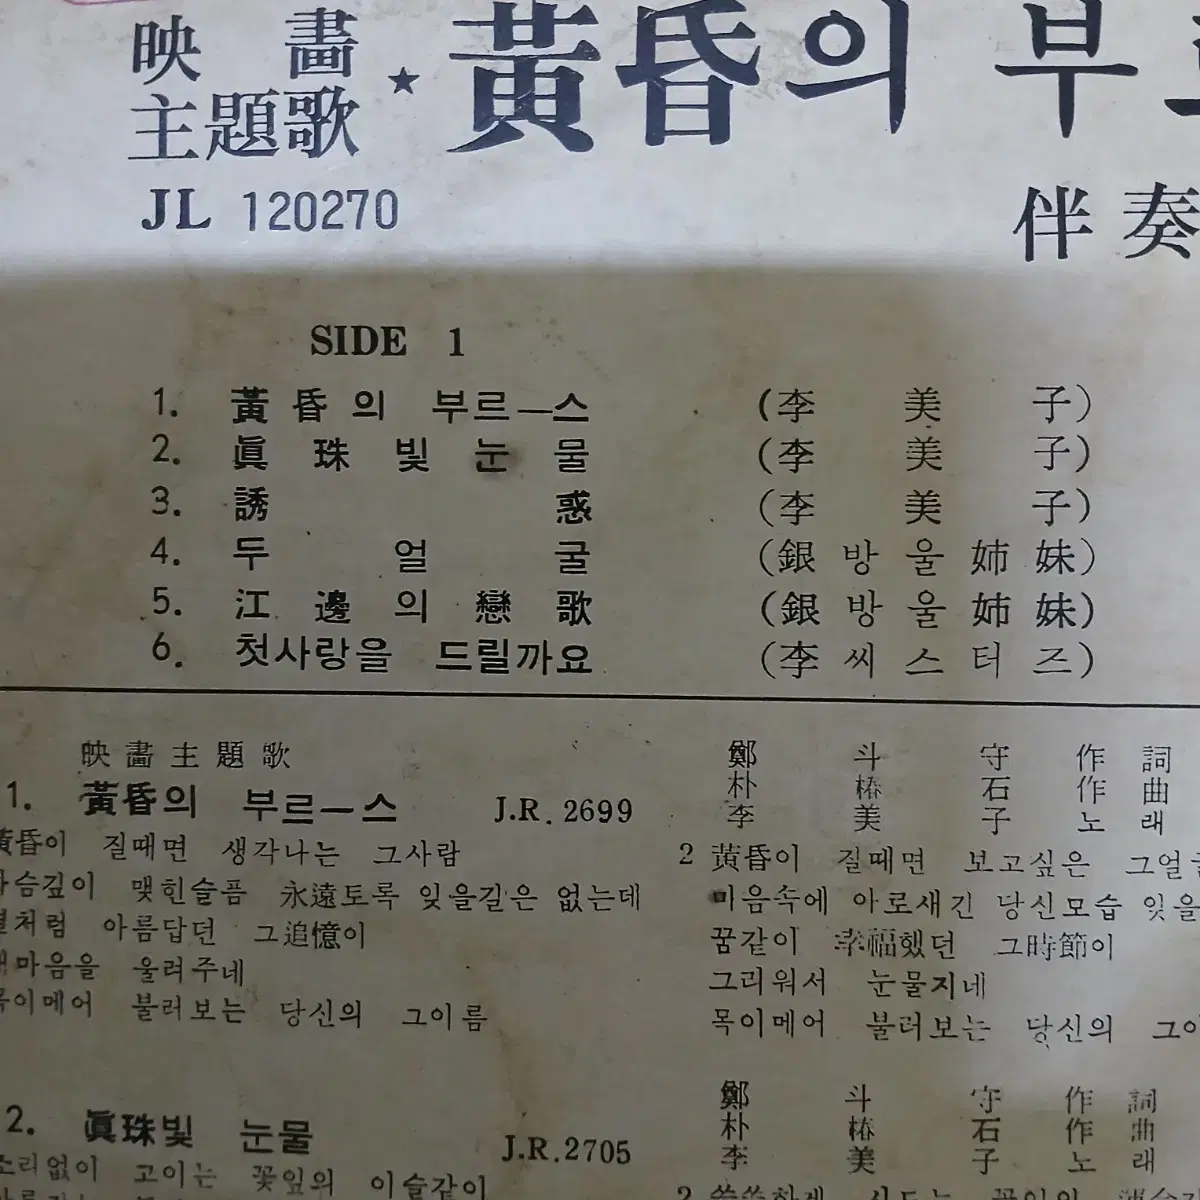 映畫
主題歌
★ 黃昏의 부
JL 120270
伴奏
SIDE 1
1. 黃昏의 부르—스 (李美子)
2. 眞珠빛눈물 (李美子)
3. 誘惑 (李美子)
4. 두얼굴 (銀방울姉妹)
5. 江邊의戀歌 (銀방울姉妹)
6. 첫사랑을 드릴까요 (李씨스터즈)
映畫主題歌
1. 黃昏의 부르—스 J.R. 2699
鄭斗守作詞
朴椿石作曲
李美子노래
黃昏이 질때면 생각나는 그사람
가슴깊이 맺힌슬픔 永遠토록 잊을길은 없는데
별처럼 아름답던 그追憶이
내마음을 울려주네
목이메어 불러보는 당신의 그이름
2 黃昏이 질때면 보고싶은 그얼굴
미음속에 아로새긴 당신모습 잊을
꿈같이 幸福했던 그時節이
그리워서 눈물지네
목이메어 불러보는 당신의 그이
2. 眞珠빛 눈물 J.R. 2705
鄭斗守作詞
朴椿石作曲
李美子노래
소리없이 고이는 꽃잎의 이슬같이
2